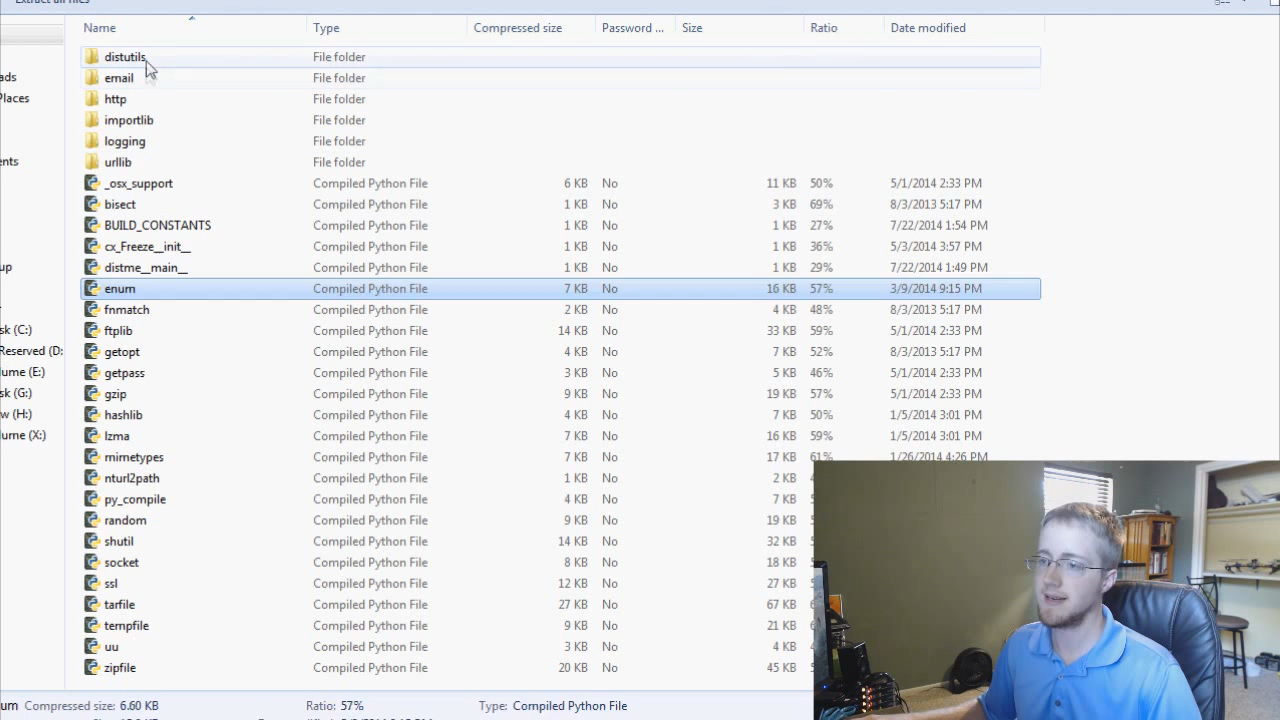 Extract all files
Name Type Compressed size Password ... Size Ratio Date modified
distutils File folder
email File folder
ads
http File folder
Places
importlib File folder
logging File folder
urllib File folder
ents
_osx_support Compiled Python File 6 KB No 11 KB 50% 5/1/2014 2:33 PM
bisect Compiled Python File 1 KB No 3 KB 69% 8/3/2013 5:17 PM
BUILD_CONSTANTS Compiled Python File 1 KB No 1 KB 27% 7/22/2014 1:54 PM
cx_Freeze__init__ Compiled Python File 1 KB No 1 KB 36% 5/3/2014 3:57 PM
up
distme__main__ Compiled Python File 1 KB No 1 KB 29% 7/22/2014 1:49 PM
enum Compiled Python File 7 KB No 16 KB 57% 3/9/2014 9:15 PM
fnmatch Compiled Python File 2 KB No 4 KB 48% 8/3/2013 5:17 PM
sk (C:)
ftplib Compiled Python File 14 KB No 33 KB 59% 5/1/2014 2:33 PM
Reserved (D:
getopt Compiled Python File 4 KB No 7 KB 52% 8/3/2013 5:17 PM
ume (E:)
getpass Compiled Python File 3 KB No 5 KB 46% 5/1/2014 2:33 PM
sk (G:)
gzip Compiled Python File 9 KB No 19 KB 57% 5/1/2014 2:33 PM
w (H:)
hashlib Compiled Python File 4 KB No 7 KB 50% 1/5/2014 3:01 PM
ume (X:)
lzma Compiled Python File 7 KB No 16 KB 59% 1/5/2014 3:01 PM
mimetypes Compiled Python File 7 KB No 17 KB 61% 1/26/2014 4:26 PM
nturl2path Compiled Python File 1 KB No 2 KB
py_compile Compiled Python File 4 KB No 7 KB
random Compiled Python File 9 KB No 19 KB
shutil Compiled Python File 14 KB No 32 KB
socket Compiled Python File 8 KB No 18 KB
ssl Compiled Python File 12 KB No 27 KB
tarfile Compiled Python File 27 KB No 67 KB
tempfile Compiled Python File 9 KB No 21 KB
uu Compiled Python File 3 KB No 4 KB
zipfile Compiled Python File 20 KB No 45 KB
um Compressed size: 6.60 KB Ratio: 57% Type: Compiled Python File